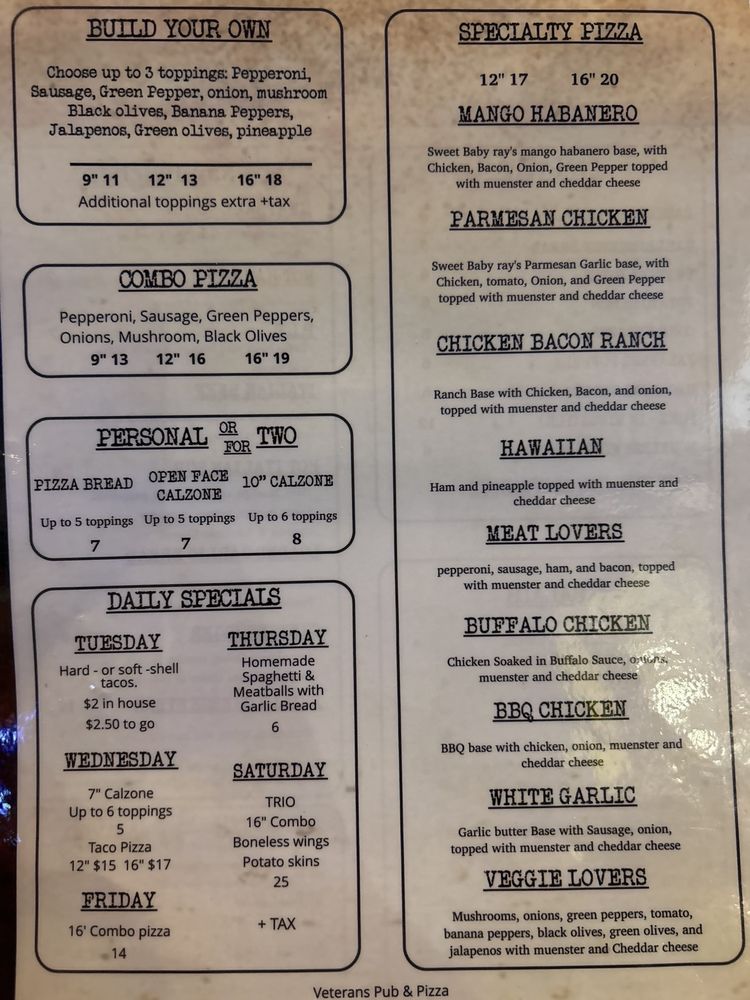 BUILD YOUR OWN
Choose up to 3 toppings: Pepperoni,
Sausage, Green Pepper, onion, mushroom
Black olives, Banana Peppers,
Jalapenos, Green olives, pineapple
9" 11 12" 13 16" 18
Additional toppings extra +tax
COMBO PIZZA
Pepperoni, Sausage, Green Peppers,
Onions, Mushroom, Black Olives
9" 13 12" 16 16" 19
PERSONAL OR FOR TWO
PIZZA BREAD
Up to 5 toppings
7
OPEN FACE
CALZONE
Up to 5 toppings
7
10" CALZONE
Up to 6 toppings
8
DAILY SPECIALS
TUESDAY
Hard - or soft -shell
tacos.
$2 in house
$2.50 to go
WEDNESDAY
7" Calzone
Up to 6 toppings
5
Taco Pizza
12" $15 16" $17
FRIDAY
16' Combo pizza
14
THURSDAY
Homemade
Spaghetti &
Meatballs with
Garlic Bread
6
SATURDAY
TRIO
16" Combo
Boneless wings
Potato skins
25
+ TAX
SPECIALTY PIZZA
12" 17 16" 20
MANGO HABANERO
Sweet Baby ray's mango habanero base, with
Chicken, Bacon, Onion, Green Pepper topped
with muenster and cheddar cheese
PARMESAN CHICKEN
Sweet Baby ray's Parmesan Garlic base, with
Chicken, tomato, Onion, and Green Pepper
topped with muenster and cheddar cheese
CHICKEN BACON RANCH
Ranch Base with Chicken, Bacon, and onion,
topped with muenster and cheddar cheese
HAWAIIAN
Ham and pineapple topped with muenster and
cheddar cheese
MEAT LOVERS
pepperoni, sausage, ham, and bacon, topped
with muenster and cheddar cheese
BUFFALO CHICKEN
Chicken Soaked in Buffalo Sauce, onions,
muenster and cheddar cheese
BBQ CHICKEN
BBQ base with chicken, onion, muenster and
cheddar cheese
WHITE GARLIC
Garlic butter Base with Sausage, onion,
topped with muenster and cheddar cheese
VEGGIE LOVERS
Mushrooms, onions, green peppers, tomato,
banana peppers, black olives, green olives, and
jalapenos with muenster and Cheddar cheese
Veterans Pub & Pizza